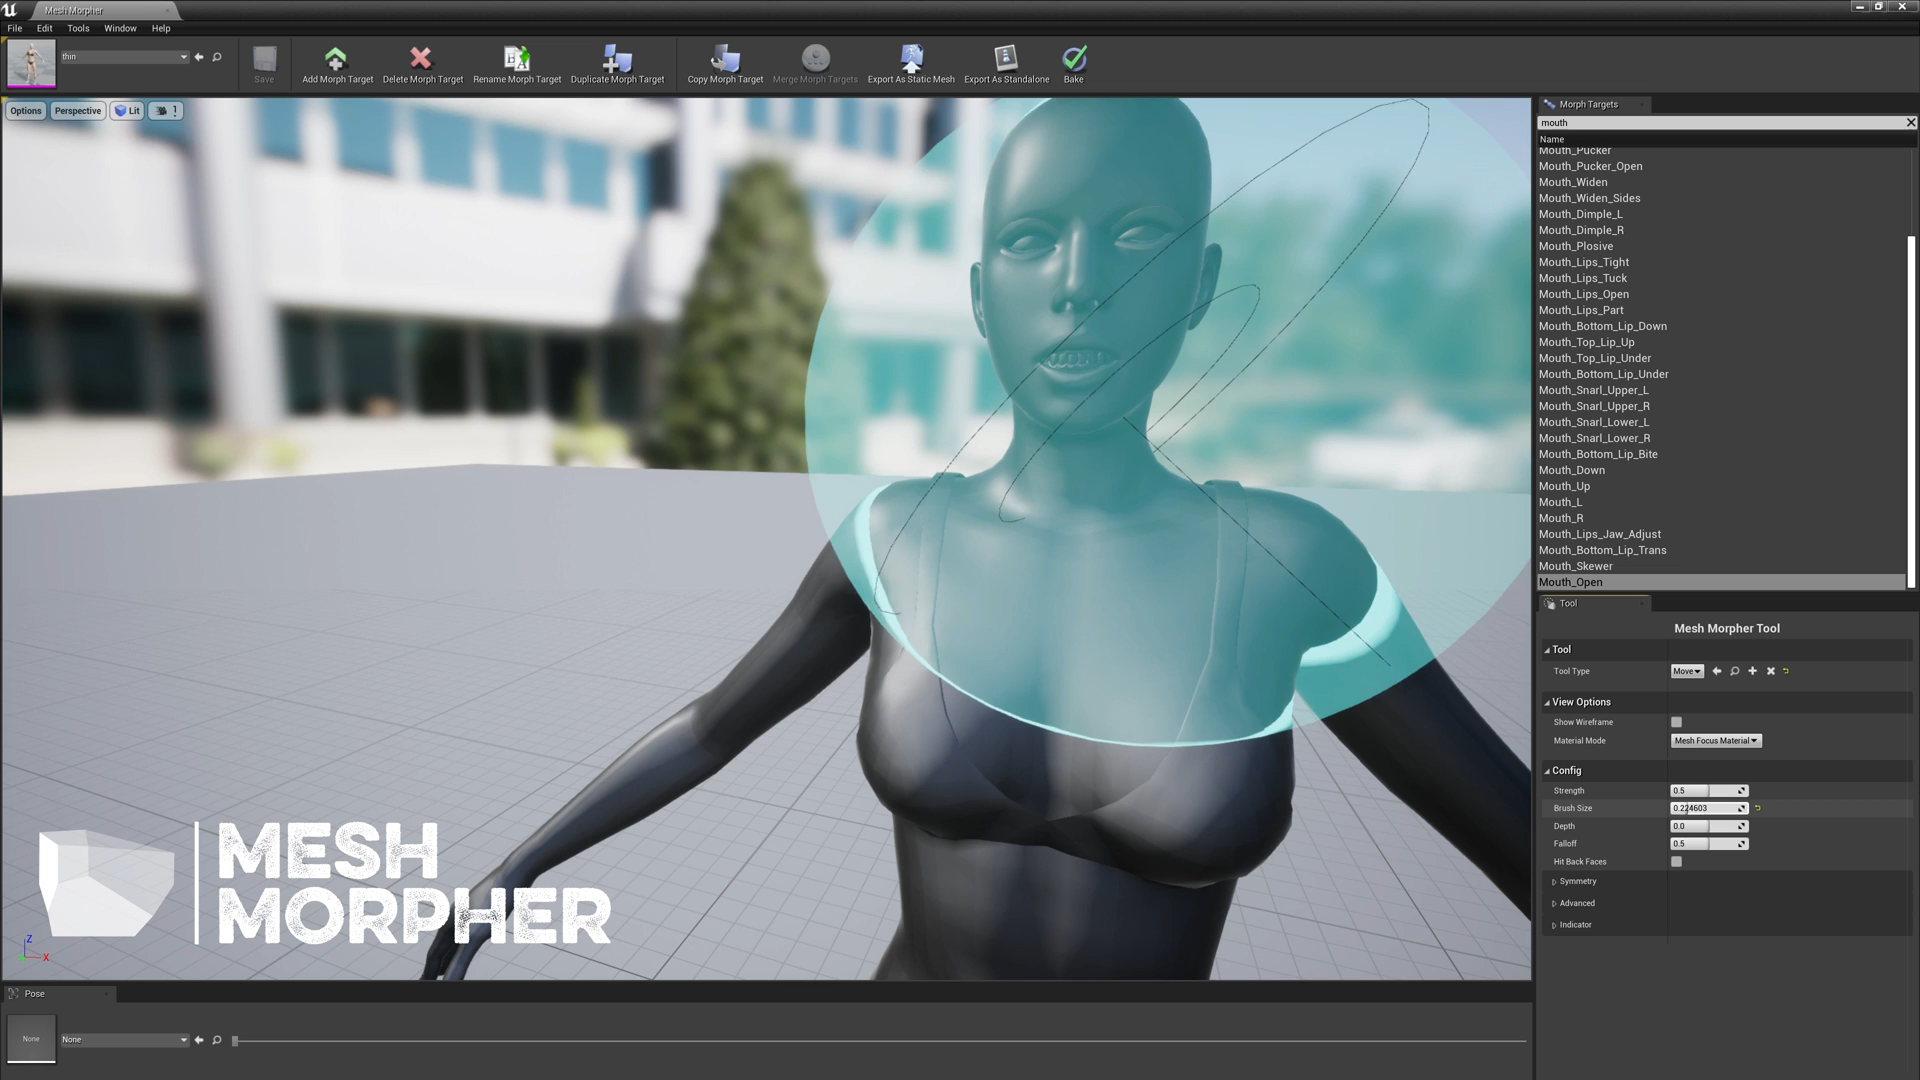 Mesh Morpher
File Edit Tools Window Help
thin
Save
Add Morph Target
Delete Morph Target
Rename Morph Target
Duplicate Morph Target
Copy Morph Target
Merge Morph Targets
Export As Static Mesh
Export As Standalone
Bake
Options
Perspective
Lit
1
MESH
MORPHER
Z
X
Pose
None
None
Morph Targets
mouth
Name
Mouth_Pucker
Mouth_Pucker_Open
Mouth_Widen
Mouth_Widen_Sides
Mouth_Dimple_L
Mouth_Dimple_R
Mouth_Plosive
Mouth_Lips_Tight
Mouth_Lips_Tuck
Mouth_Lips_Open
Mouth_Lips_Part
Mouth_Bottom_Lip_Down
Mouth_Top_Lip_Up
Mouth_Top_Lip_Under
Mouth_Bottom_Lip_Under
Mouth_Snarl_Upper_L
Mouth_Snarl_Upper_R
Mouth_Snarl_Lower_L
Mouth_Snarl_Lower_R
Mouth_Bottom_Lip_Bite
Mouth_Down
Mouth_Up
Mouth_L
Mouth_R
Mouth_Lips_Jaw_Adjust
Mouth_Bottom_Lip_Trans
Mouth_Skewer
Mouth_Open
Tool
Mesh Morpher Tool
Tool
Tool Type Move
View Options
Show Wireframe
Material Mode Mesh Focus Material
Config
Strength 0.5
Brush Size 0.224603
Depth 0.0
Falloff 0.5
Hit Back Faces
Symmetry
Advanced
Indicator